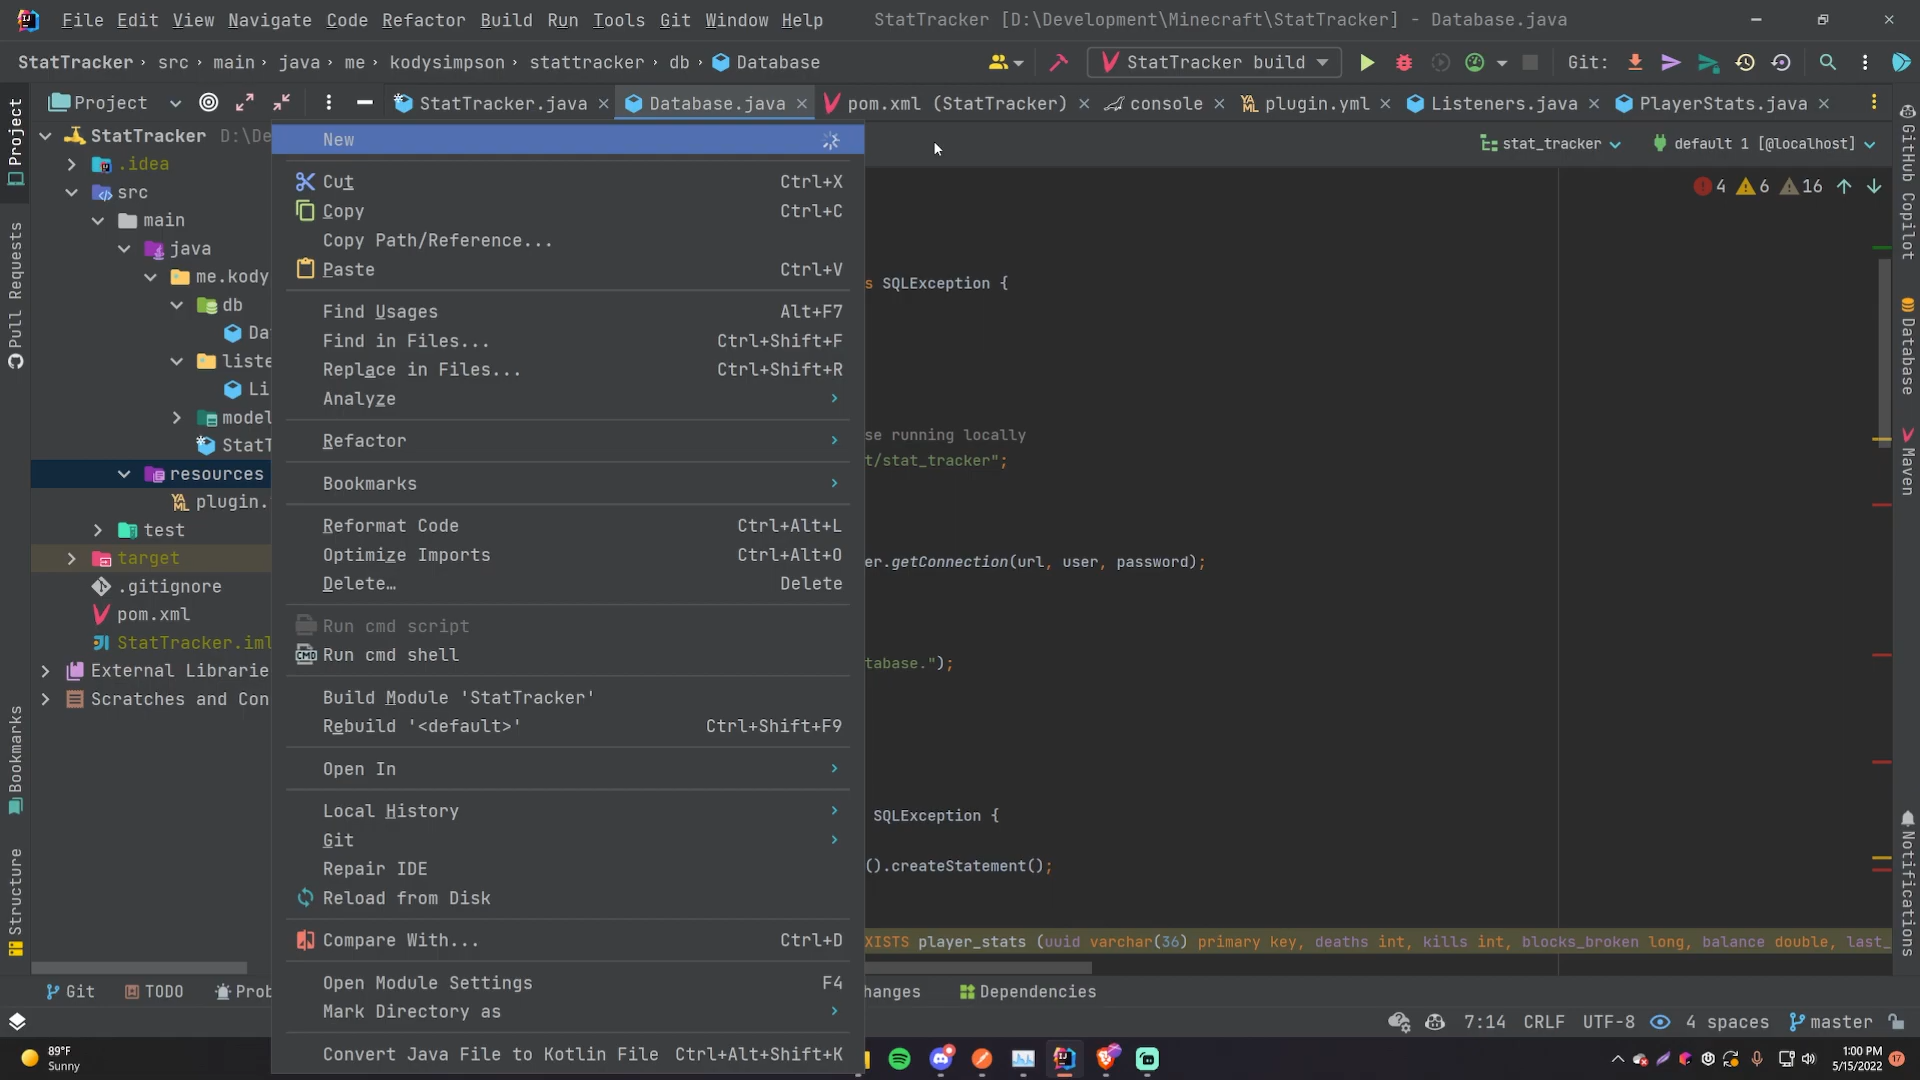 File Edit View Navigate Code Refactor Build Run Tools Git Window Help StatTracker [D:\Development\Minecraft\StatTracker] - Database.java
StatTracker › src › main › java › me › kodysimpson › stattracker › db › Database
StatTracker build
Git:
Project
StatTracker.java
Database.java
pom.xml (StatTracker)
console
plugin.yml
Listeners.java
PlayerStats.java
StatTracker D:\De
stat_tracker
default 1 [@localhost]
4 6 16
.idea
src
main
java
me.kody
db
Da
liste
Li
model
StatT
resources
plugin.
test
target
.gitignore
pom.xml
StatTracker.iml
External Librarie
Scratches and Con
New
Cut Ctrl+X
Copy Ctrl+C
Copy Path/Reference...
Paste Ctrl+V
Find Usages Alt+F7
Find in Files... Ctrl+Shift+F
Replace in Files... Ctrl+Shift+R
Analyze
Refactor
Bookmarks
Reformat Code Ctrl+Alt+L
Optimize Imports Ctrl+Alt+O
Delete… Delete
Run cmd script
CMD Run cmd shell
Build Module 'StatTracker'
Rebuild '<default>' Ctrl+Shift+F9
Open In
Local History
Git
Repair IDE
Reload from Disk
Compare With... Ctrl+D
Open Module Settings F4
Mark Directory as
Convert Java File to Kotlin File Ctrl+Alt+Shift+K
s SQLException {
se running locally
t/stat_tracker";
er.getConnection(url, user, password);
tabase.");
SQLException {
().createStatement();
XISTS player_stats (uuid varchar(36) primary key, deaths int, kills int, blocks_broken long, balance double, last_
Project
Pull Requests
Bookmarks
Structure
GitHub Copilot
Database
Maven
Notifications
Git
TODO
Prob
hanges
Dependencies
7:14 CRLF UTF-8 4 spaces master
89°F
Sunny
1:00 PM
5/15/2022
17